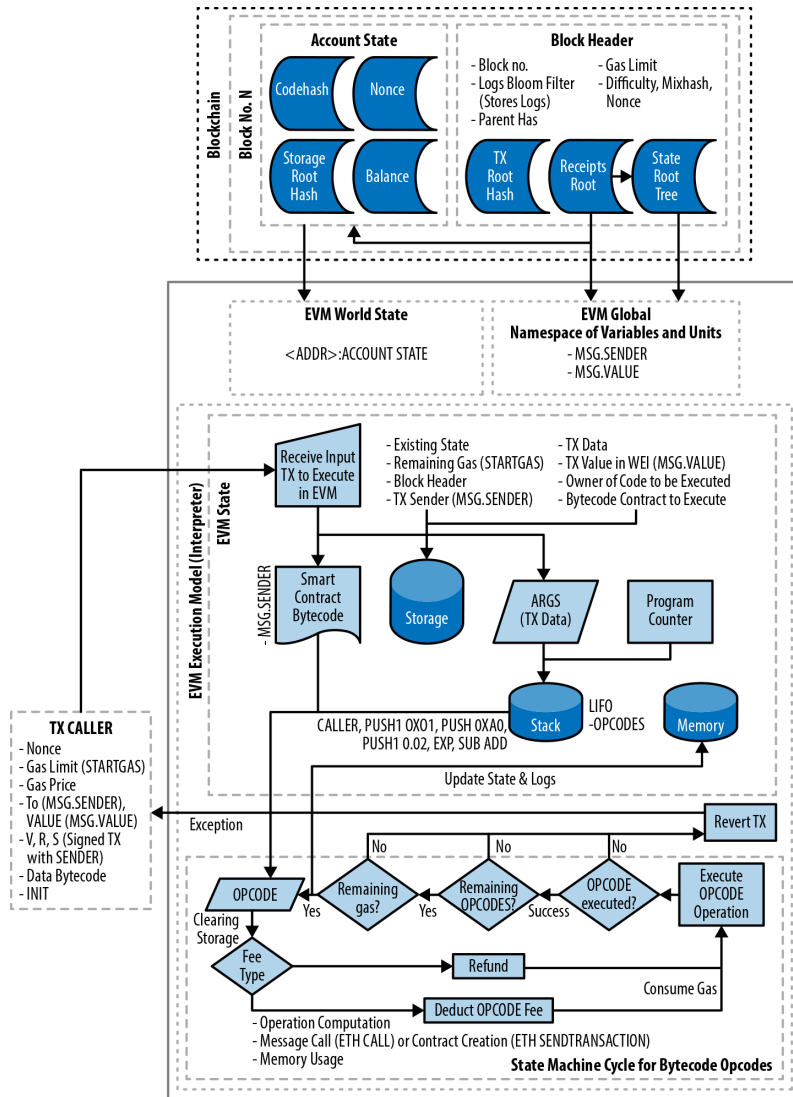 Blockchain
Block No. N
Account State
Codehash
Nonce
Storage
Root
Hash
Balance
Block Header
- Block no.
- Logs Bloom Filter
(Stores Logs)
- Parent Has
- Gas Limit
- Difficulty, Mixhash,
Nonce
TX
Root
Hash
Receipts
Root
State
Root
Tree
EVM World State
<ADDR>:ACCOUNT STATE
EVM Global
Namespace of Variables and Units
- MSG.SENDER
- MSG.VALUE
EVM Execution Model (Interpreter)
EVM State
Receive Input
TX to Execute
in EVM
- Existing State
- Remaining Gas (STARTGAS)
- Block Header
- TX Sender (MSG.SENDER)
- TX Data
- TX Value in WEI (MSG.VALUE)
- Owner of Code to be Executed
- Bytecode Contract to Execute
- MSG.SENDER
Smart
Contract
Bytecode
Storage
ARGS
(TX Data)
Program
Counter
CALLER, PUSH1 0X01, PUSH 0XA0,
PUSH1 0.02, EXP, SUB ADD
Stack
LIFO
-OPCODES
Memory
Update State & Logs
TX CALLER
- Nonce
- Gas Limit (STARTGAS)
- Gas Price
- To (MSG.SENDER),
VALUE (MSG.VALUE)
- V, R, S (Signed TX
with SENDER)
- Data Bytecode
- INIT
Exception
Revert TX
No
No
No
OPCODE
Yes
Remaining
gas?
Yes
Remaining
OPCODES?
Success
OPCODE
executed?
Execute
OPCODE
Operation
Clearing
Storage
Fee
Type
Refund
Consume Gas
Deduct OPCODE Fee
- Operation Computation
- Message Call (ETH CALL) or Contract Creation (ETH SENDTRANSACTION)
- Memory Usage
State Machine Cycle for Bytecode Opcodes